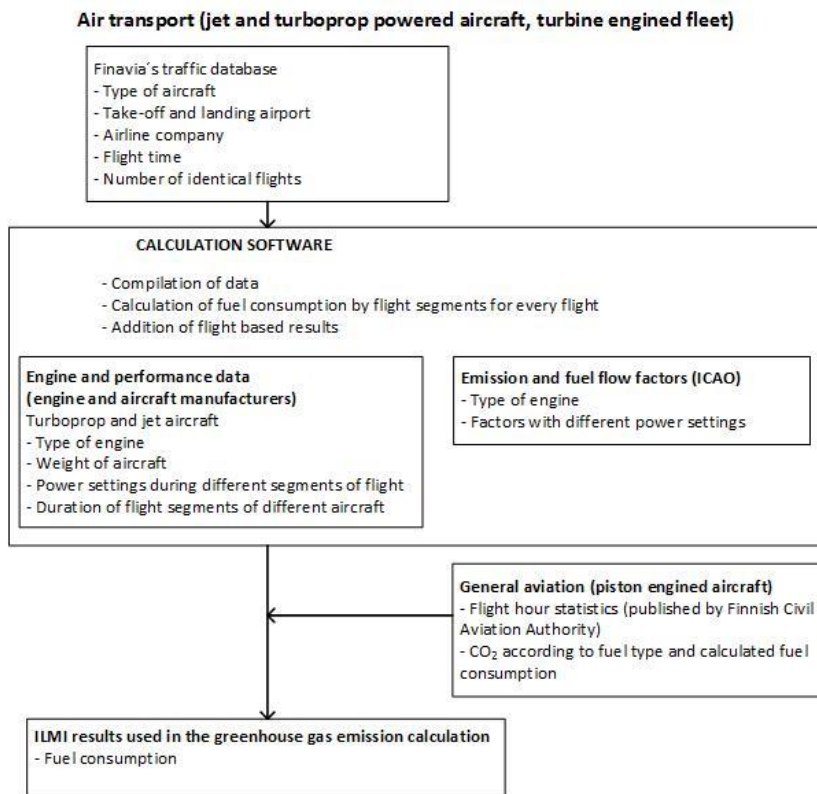 Air transport (jet and turboprop powered aircraft, turbine engined fleet)
Finavia´s traffic database
- Type of aircraft
- Take-off and landing airport
- Airline company
- Flight time
- Number of identical flights
CALCULATION SOFTWARE
- Compilation of data
- Calculation of fuel consumption by flight segments for every flight
- Addition of flight based results
Engine and performance data
(engine and aircraft manufacturers)
Turboprop and jet aircraft
- Type of engine
- Weight of aircraft
- Power settings during different segments of flight
- Duration of flight segments of different aircraft
Emission and fuel flow factors (ICAO)
- Type of engine
- Factors with different power settings
General aviation (piston engined aircraft)
- Flight hour statistics (published by Finnish Civil
Aviation Authority)
- CO₂ according to fuel type and calculated fuel
consumption
ILMI results used in the greenhouse gas emission calculation
- Fuel consumption